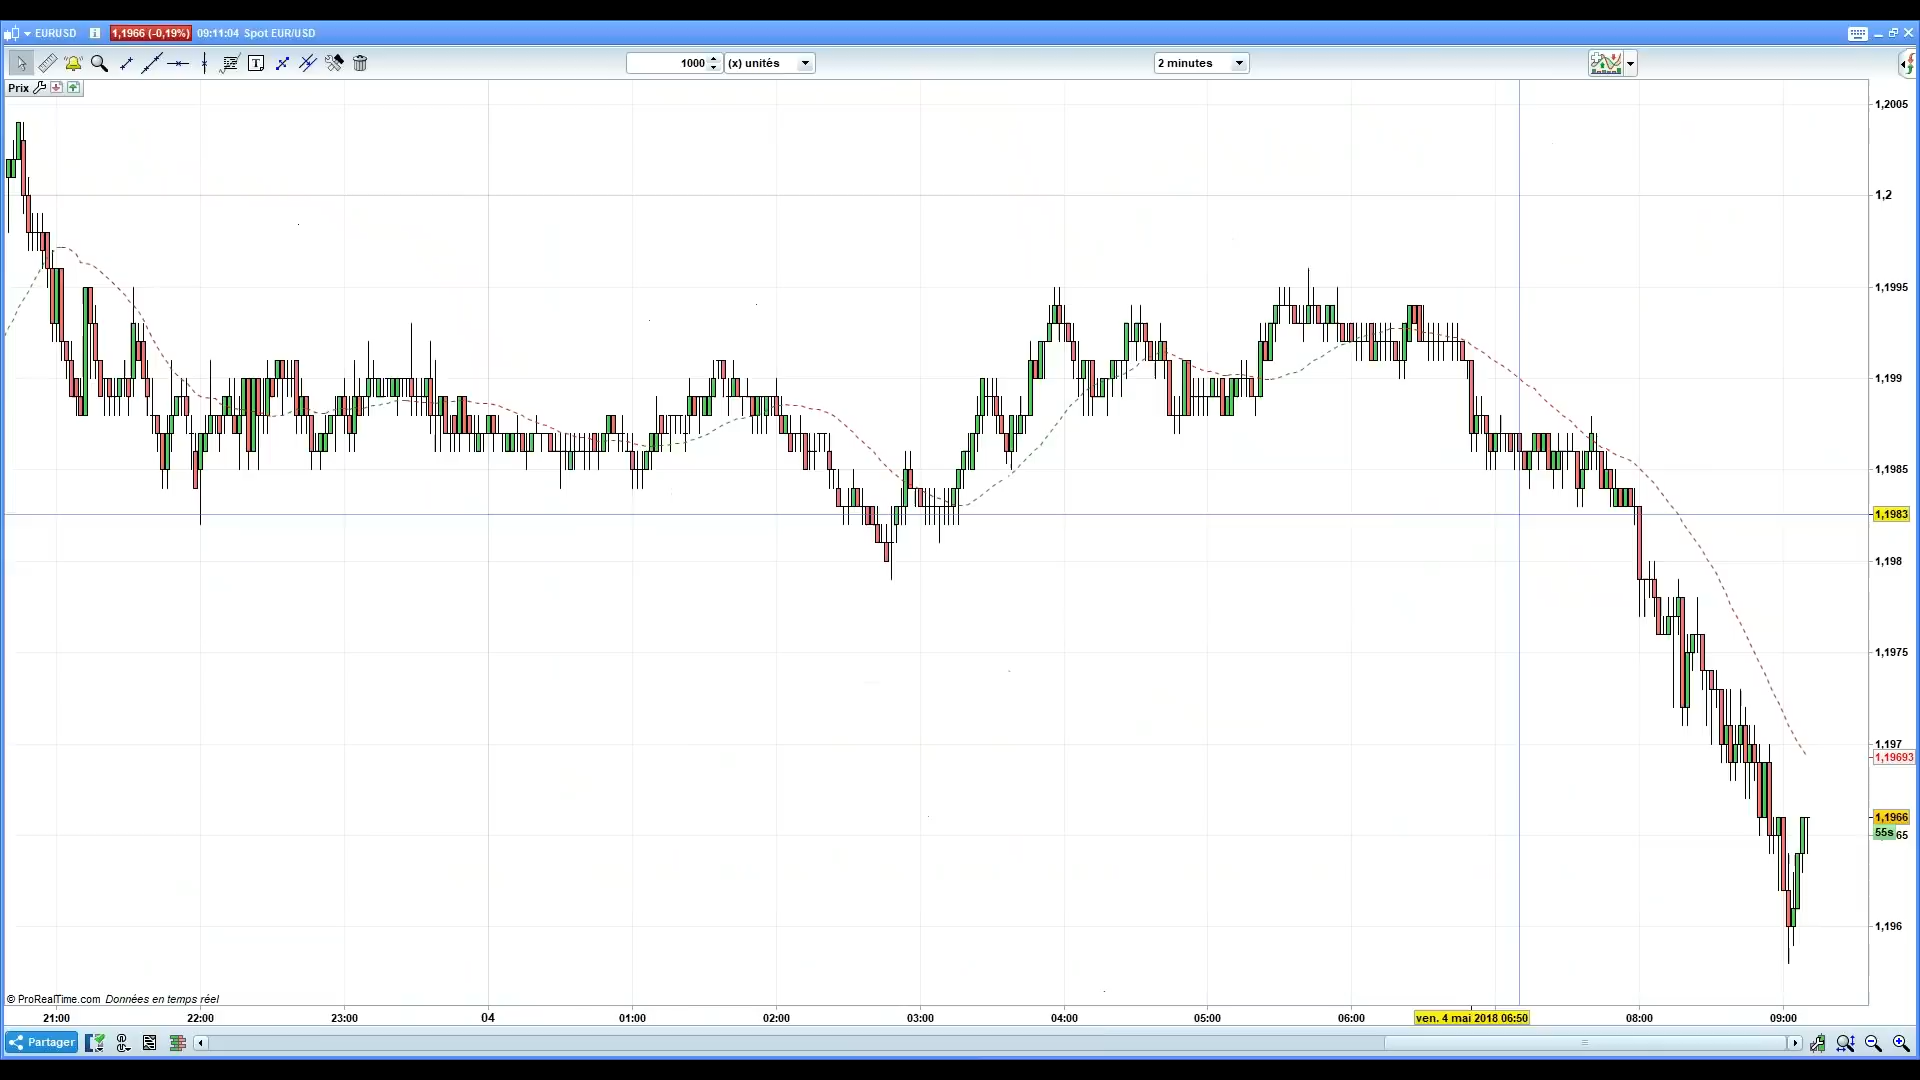 EURUSD 1,1966 (-0,19%) 09:11:04 Spot EUR/USD
1000 (x) unités 2 minutes
Prix
1,2005
1,2
1,1995
1,199
1,1985
1,1983
1,198
1,1975
1,197
1,19693
1,1966
55s 65
1,196
© ProRealTime.com Données en temps réel
21:00 22:00 23:00 04 01:00 02:00 03:00 04:00 05:00 06:00 ven. 4 mai 2018 06:50 08:00 09:00
Partager